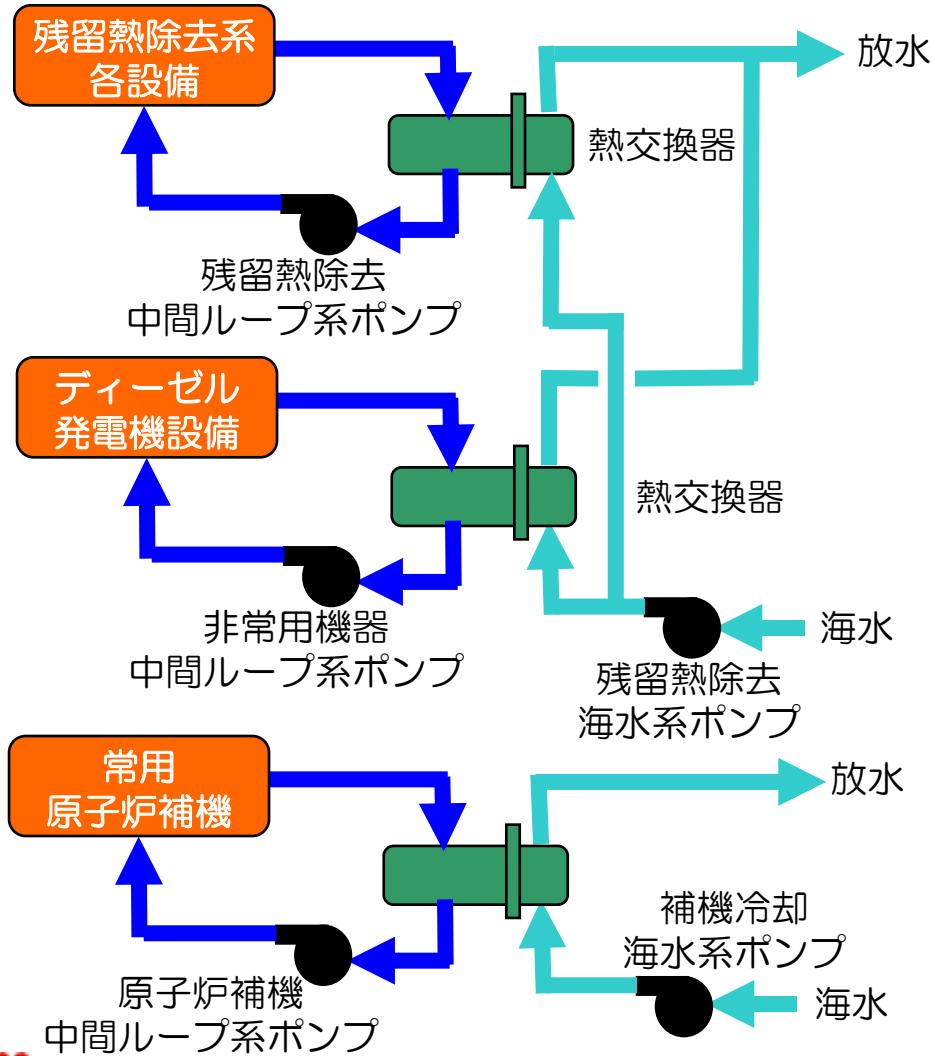 残留熱除去系
各設備
放水
熱交換器
残留熱除去
中間ループ系ポンプ
ディーゼル
発電機設備
熱交換器
非常用機器
中間ループ系ポンプ
海水
残留熱除去
海水系ポンプ
常用
原子炉補機
放水
補機冷却
海水系ポンプ
海水
原子炉補機
中間ループ系ポンプ